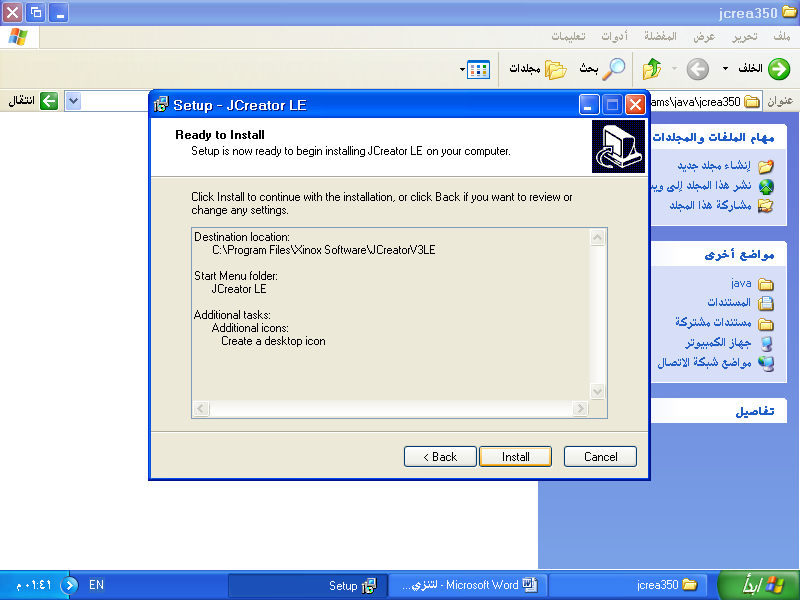 jcrea350
ملف
تحرير
عرض
المفضلة
أدوات
تعليمات
الخلف
بحث
مجلدات
عنوان
ams\java\jcrea350
انتقال
Setup - JCreator LE
Ready to Install
Setup is now ready to begin installing JCreator LE on your computer.
Click Install to continue with the installation, or click Back if you want to review or
change any settings.
Destination location:
C:\Program Files\Xinox Software\JCreatorV3LE
Start Menu folder:
JCreator LE
Additional tasks:
Additional icons:
Create a desktop icon
< Back
Install
Cancel
مهام الملفات والمجلدات
إنشاء مجلد جديد
نشر هذا المجلد إلى
مشاركة هذا المجلد
مواضع أخرى
java
المستندات
مستندات مشتركة
جهاز الكمبيوتر
مواضع شبكة الاتصال
تفاصيل
ابدأ
jcrea350
لتنزي... - Microsoft Word
Setup
EN
٠١:٤١ م